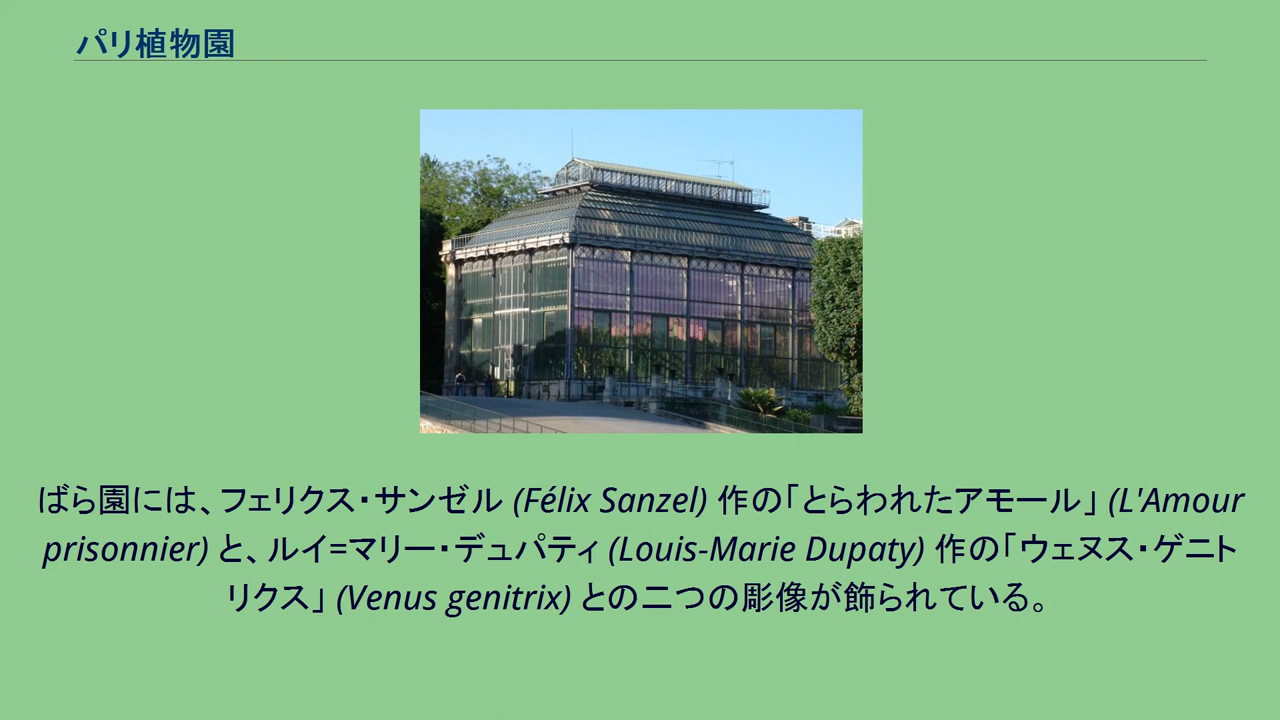 パリ植物園
ばら園には、フェリクス・サンゼル (Félix Sanzel) 作の「とらわれたアモール」 (L'Amour
prisonnier) と、ルイ=マリー・デュパティ (Louis-Marie Dupaty) 作の「ウェヌス・ゲニト
リクス」 (Venus genitrix) との二つの彫像が飾られている。